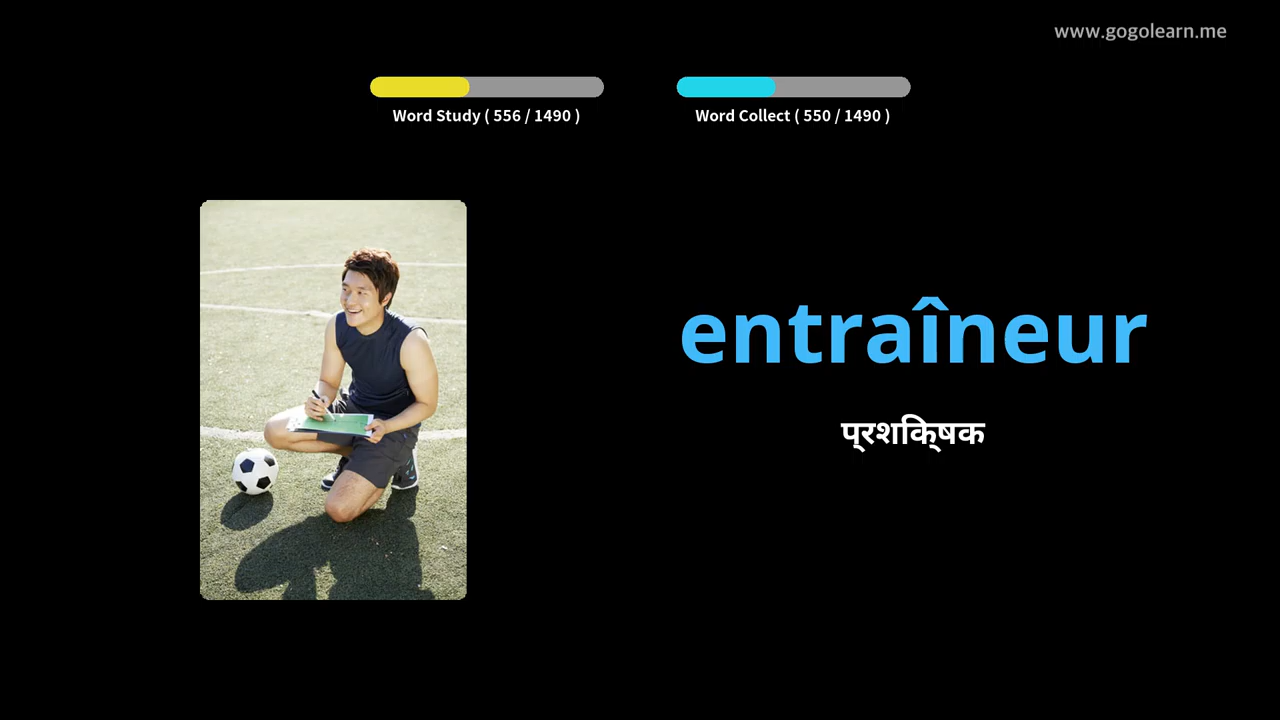 www.gogolearn.me
Word Study ( 556 / 1490 )
Word Collect ( 550 / 1490 )
entraîneur
प्रशिक्षक